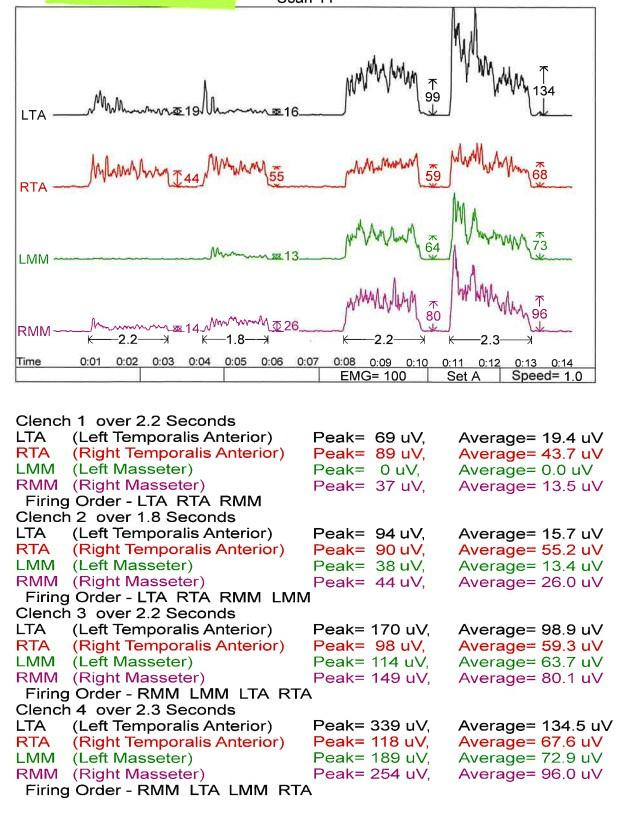 LTA 19 16 99 134
RTA 44 55 59 68
LMM 13 64 73
RMM 14 26 80 96
2.2 1.8 2.2 2.3
Time 0:01 0:02 0:03 0:04 0:05 0:06 0:07 0:08 0:09 0:10 0:11 0:12 0:13 0:14
EMG= 100 Set A Speed= 1.0
Clench 1 over 2.2 Seconds
LTA (Left Temporalis Anterior) Peak= 69 uV, Average= 19.4 uV
RTA (Right Temporalis Anterior) Peak= 89 uV, Average= 43.7 uV
LMM (Left Masseter) Peak= 0 uV, Average= 0.0 uV
RMM (Right Masseter) Peak= 37 uV, Average= 13.5 uV
Firing Order - LTA RTA RMM
Clench 2 over 1.8 Seconds
LTA (Left Temporalis Anterior) Peak= 94 uV, Average= 15.7 uV
RTA (Right Temporalis Anterior) Peak= 90 uV, Average= 55.2 uV
LMM (Left Masseter) Peak= 38 uV, Average= 13.4 uV
RMM (Right Masseter) Peak= 44 uV, Average= 26.0 uV
Firing Order - LTA RTA RMM LMM
Clench 3 over 2.2 Seconds
LTA (Left Temporalis Anterior) Peak= 170 uV, Average= 98.9 uV
RTA (Right Temporalis Anterior) Peak= 98 uV, Average= 59.3 uV
LMM (Left Masseter) Peak= 114 uV, Average= 63.7 uV
RMM (Right Masseter) Peak= 149 uV, Average= 80.1 uV
Firing Order - RMM LMM LTA RTA
Clench 4 over 2.3 Seconds
LTA (Left Temporalis Anterior) Peak= 339 uV, Average= 134.5 uV
RTA (Right Temporalis Anterior) Peak= 118 uV, Average= 67.6 uV
LMM (Left Masseter) Peak= 189 uV, Average= 72.9 uV
RMM (Right Masseter) Peak= 254 uV, Average= 96.0 uV
Firing Order - RMM LTA LMM RTA